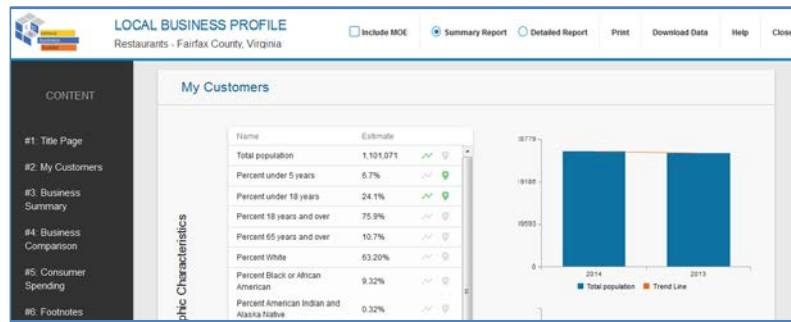 LOCAL BUSINESS PROFILE
Restaurants - Fairfax County, Virginia
Include MOE
Summary Report
Detailed Report
Print
Download Data
Help
Close
CONTENT
#1: Title Page
#2: My Customers
#3: Business
Summary
#4: Business
Comparison
#5: Consumer
Spending
#6: Footnotes
My Customers
phic Characteristics
Name Estimate
Total population 1,101,071
Percent under 5 years 6.7%
Percent under 18 years 24.1%
Percent 18 years and over 75.9%
Percent 65 years and over 10.7%
Percent White 63.20%
Percent Black or African
American 9.32%
Percent American Indian and
Alaska Native 0.32%
0
2014 2013
Total population Trend Line